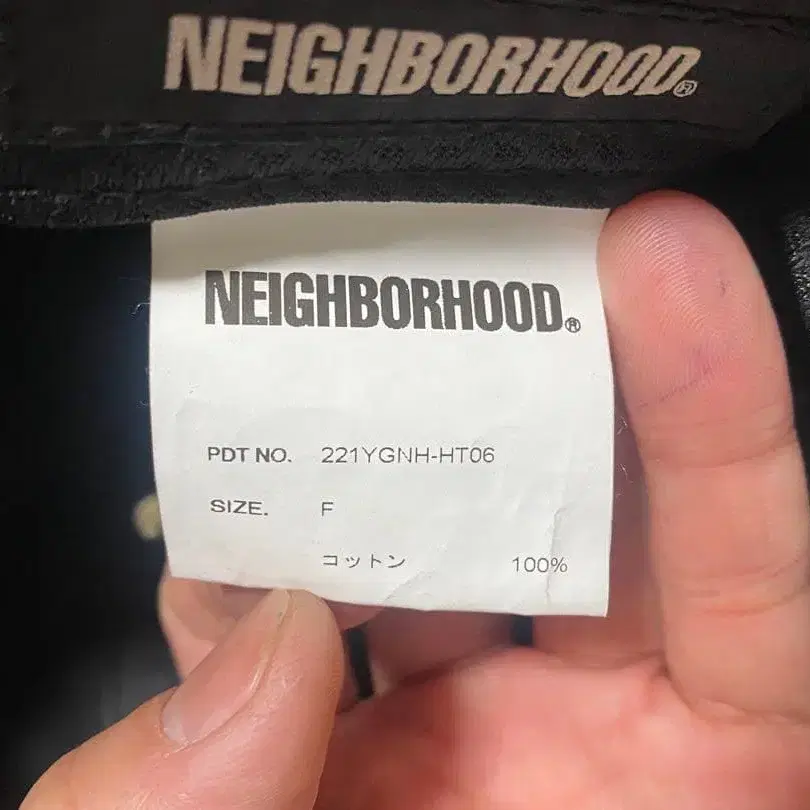 NEIGHBORHOOD®
NEIGHBORHOOD®
PDT NO. 221YGNH-HT06
SIZE. F
コットン 100%